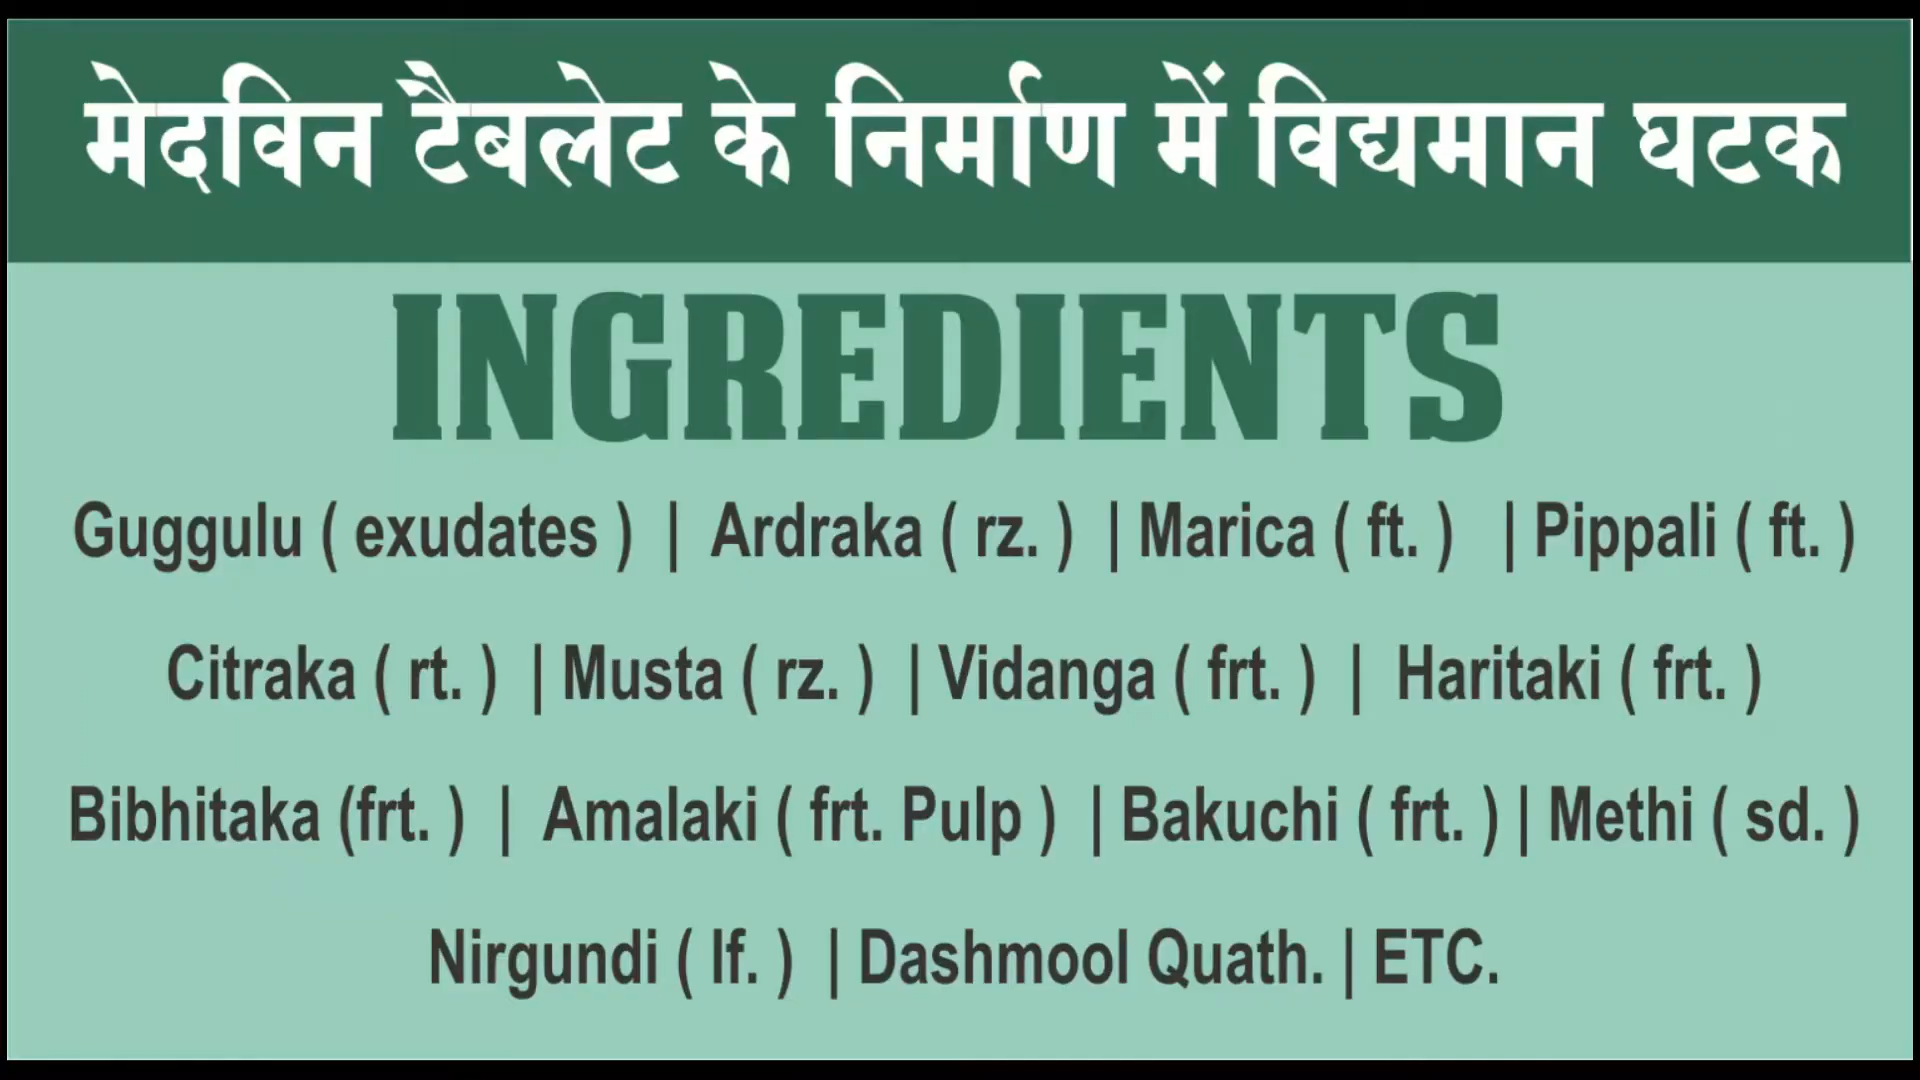 मेदविन टैबलेट के निर्माण में विद्यमान घटक
INGREDIENTS
Guggulu ( exudates ) | Ardraka ( rz. ) | Marica ( ft. ) | Pippali ( ft. )
Citraka ( rt. ) | Musta ( rz. ) | Vidanga ( frt. ) | Haritaki ( frt. )
Bibhitaka (frt. ) | Amalaki ( frt. Pulp ) | Bakuchi ( frt. ) | Methi ( sd. )
Nirgundi ( lf. ) | Dashmool Quath. | ETC.